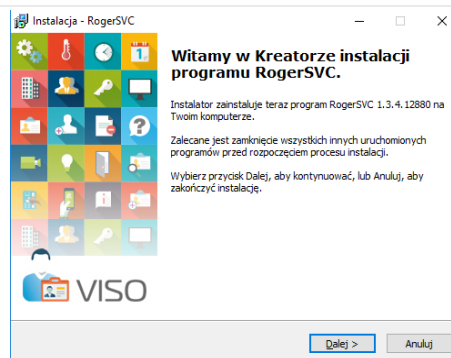 Instalacja - RogerSVC
Witamy w Kreatorze instalacji
programu RogerSVC.
Instalator zainstaluje teraz program RogerSVC 1.3.4.12880 na
Twoim komputerze.
Zalecane jest zamknięcie wszystkich innych uruchomionych
programów przed rozpoczęciem procesu instalacji.
Wybierz przycisk Dalej, aby kontynuować, lub Anuluj, aby
zakończyć instalację.
VISO
Dalej >
Anuluj